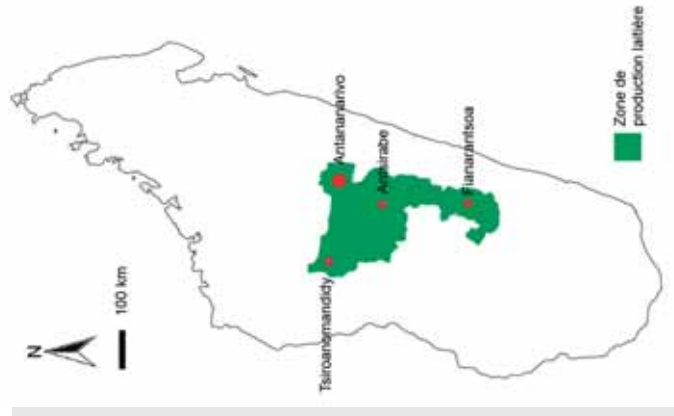 N
100 km
Antananarivo
Tsiroanomandidy
Antsirabe
Fianarantsoa
Zone de
production laitière